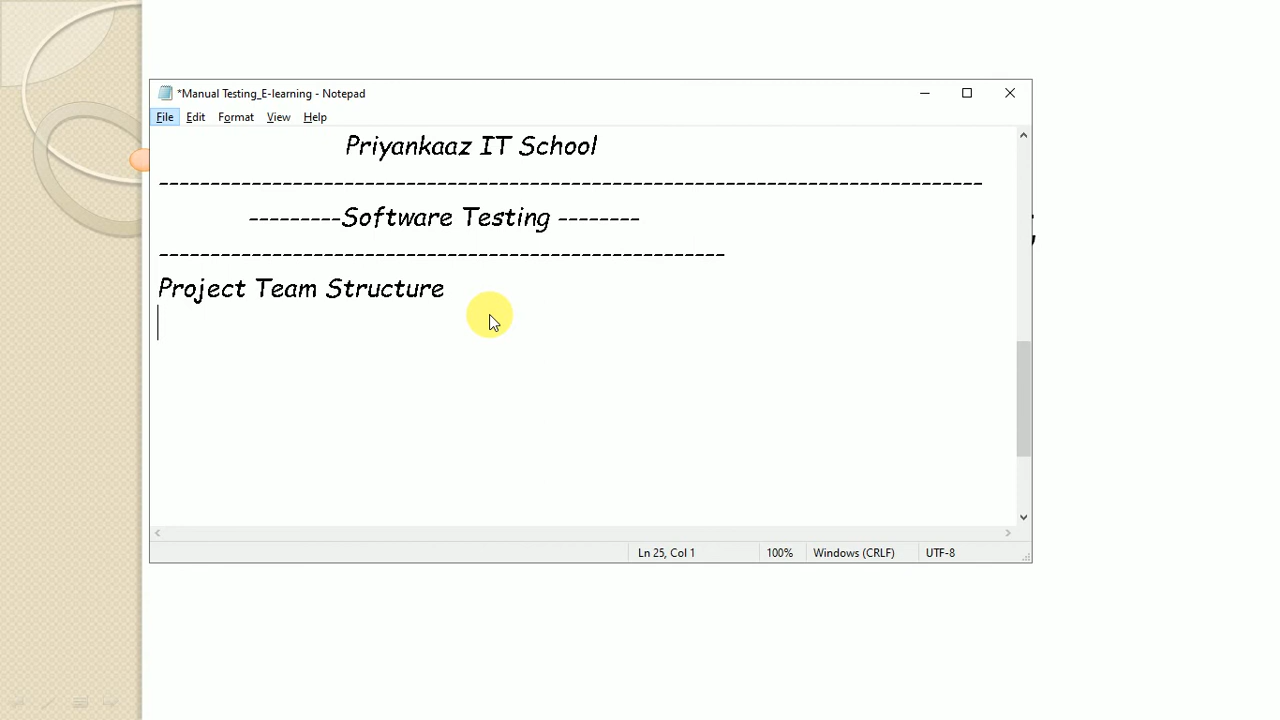 *Manual Testing_E-learning - Notepad
File Edit Format View Help
Priyankaaz IT School
--------------------------------------------------------------------------------
---------Software Testing --------
-------------------------------------------------------
Project Team Structure
Ln 25, Col 1 100% Windows (CRLF) UTF-8